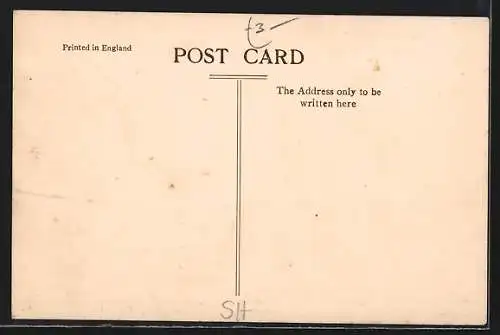 £3-
Printed in England
POST CARD
The Address only to be
written here
SH